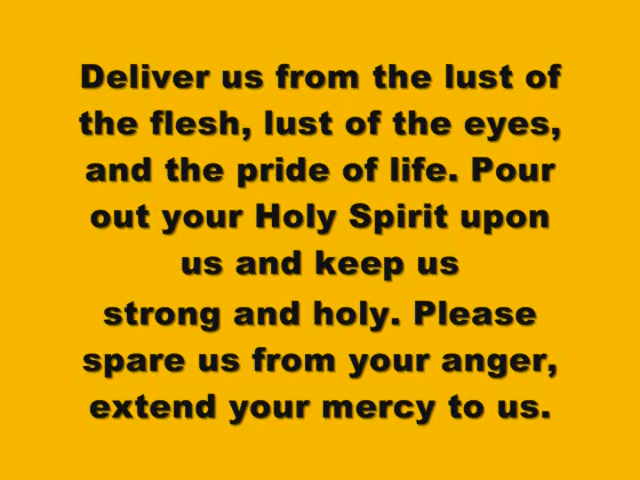 Deliver us from the lust of
the flesh, lust of the eyes,
and the pride of life. Pour
out your Holy Spirit upon
us and keep us
strong and holy. Please
spare us from your anger,
extend your mercy to us.